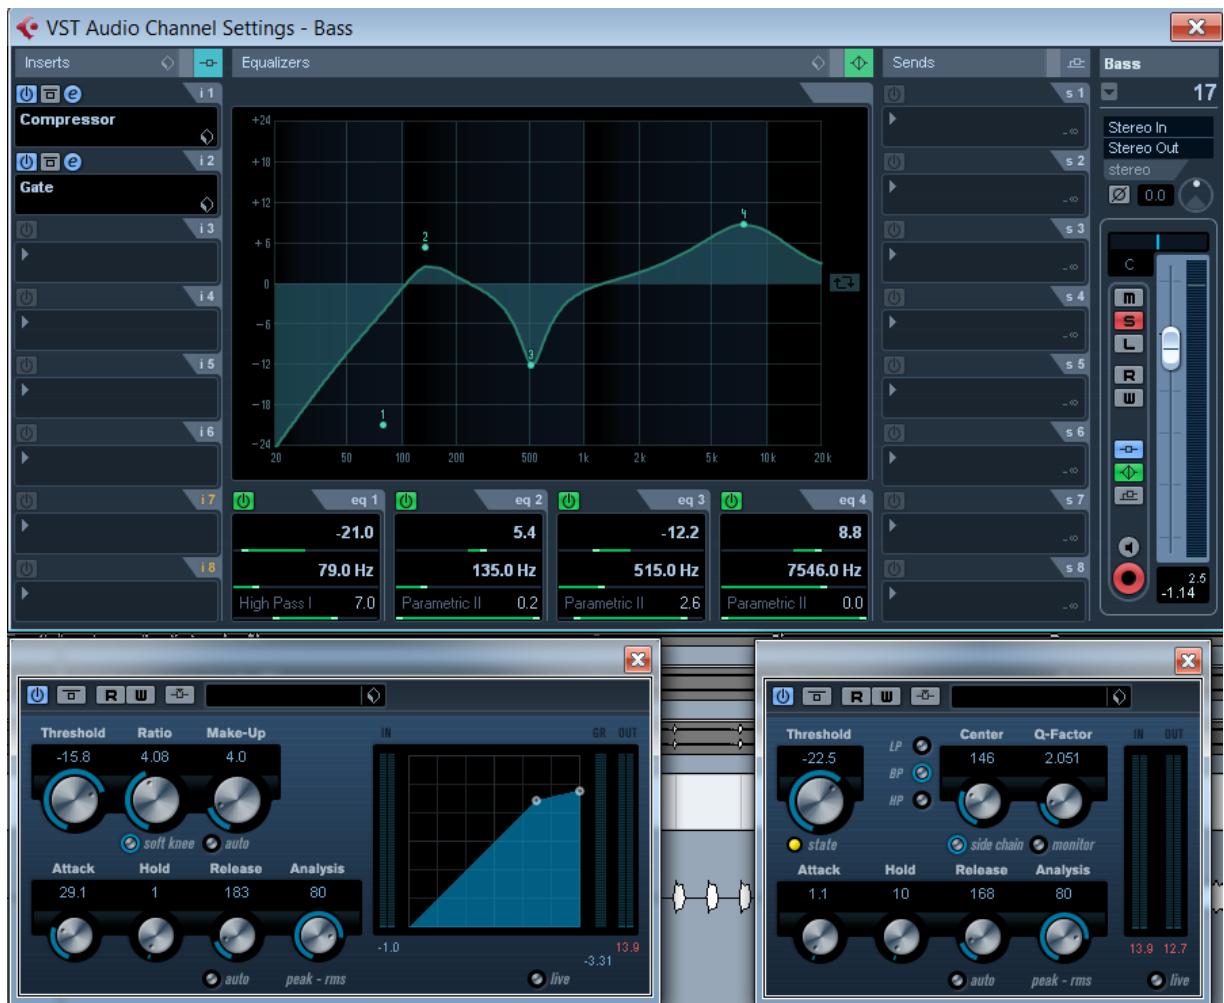 VST Audio Channel Settings - Bass
Inserts
Equalizers
Sends
Bass
i 1
s 1
17
Compressor
Stereo In
Stereo Out
i 2
s 2
stereo
Gate
0.0
i 3
s 3
C
i 4
s 4
m
S
L
i 5
s 5
R
W
i 6
s 6
i 7
s 7
i 8
s 8
-∞
-∞
-∞
-∞
-∞
-∞
-∞
-∞
+24
+18
+12
+6
0
-6
-12
-18
-24
1
2
3
4
20 50 100 200 500 1k 2k 5k 10k 20k
eq 1 eq 2 eq 3 eq 4
-21.0 5.4 -12.2 8.8
79.0 Hz 135.0 Hz 515.0 Hz 7546.0 Hz
High Pass I 7.0 Parametric II 0.2 Parametric II 2.6 Parametric II 0.0
2.5
-1.14
R W
Threshold Ratio Make-Up
-15.8 4.08 4.0
soft knee auto
Attack Hold Release Analysis
29.1 1 183 80
auto peak - rms
IN GR OUT
-1.0 -3.31 13.9
live
R W
Threshold
-22.5
LP
BP
HP
Center Q-Factor
146 2.051
state side chain monitor
Attack Hold Release Analysis
1.1 10 168 80
auto peak - rms
IN OUT
13.9 12.7
live